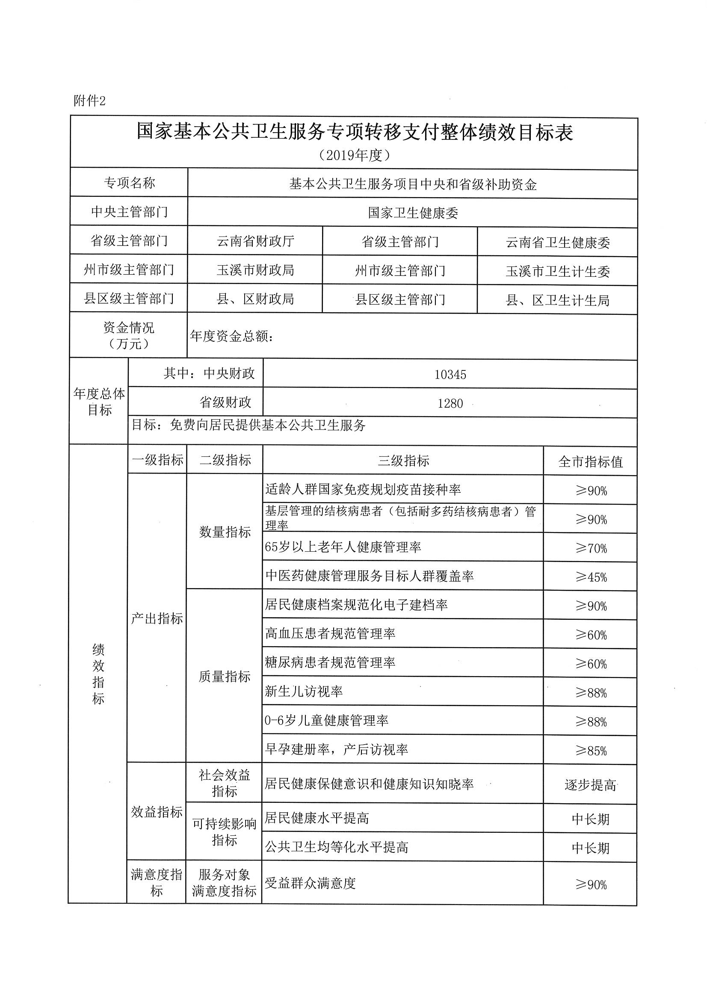 附件2
国家基本公共卫生服务专项转移支付整体绩效目标表
（2019年度）
专项名称 基本公共卫生服务项目中央和省级补助资金
中央主管部门 国家卫生健康委
省级主管部门 云南省财政厅 省级主管部门 云南省卫生健康委
州市级主管部门 玉溪市财政局 州市级主管部门 玉溪市卫生计生委
县区级主管部门 县、区财政局 县区级主管部门 县、区卫生计生局
资金情况
（万元）
年度资金总额：
年度总体
目标
其中：中央财政 10345
省级财政 1280
目标：免费向居民提供基本公共卫生服务
绩
效
指
标
一级指标 二级指标 三级指标 全市指标值
产出指标
数量指标
适龄人群国家免疫规划疫苗接种率 ≥90%
基层管理的结核病患者（包括耐多药结核病患者）管
理率
≥90%
65岁以上老年人健康管理率 ≥70%
中医药健康管理服务目标人群覆盖率 ≥45%
质量指标
居民健康档案规范化电子建档率 ≥90%
高血压患者规范管理率 ≥60%
糖尿病患者规范管理率 ≥60%
新生儿访视率 ≥88%
0-6岁儿童健康管理率 ≥88%
早孕建册率，产后访视率 ≥85%
效益指标
社会效益
指标
居民健康保健意识和健康知识知晓率 逐步提高
可持续影响
指标
居民健康水平提高 中长期
公共卫生均等化水平提高 中长期
满意度指
标
服务对象
满意度指标
受益群众满意度 ≥90%